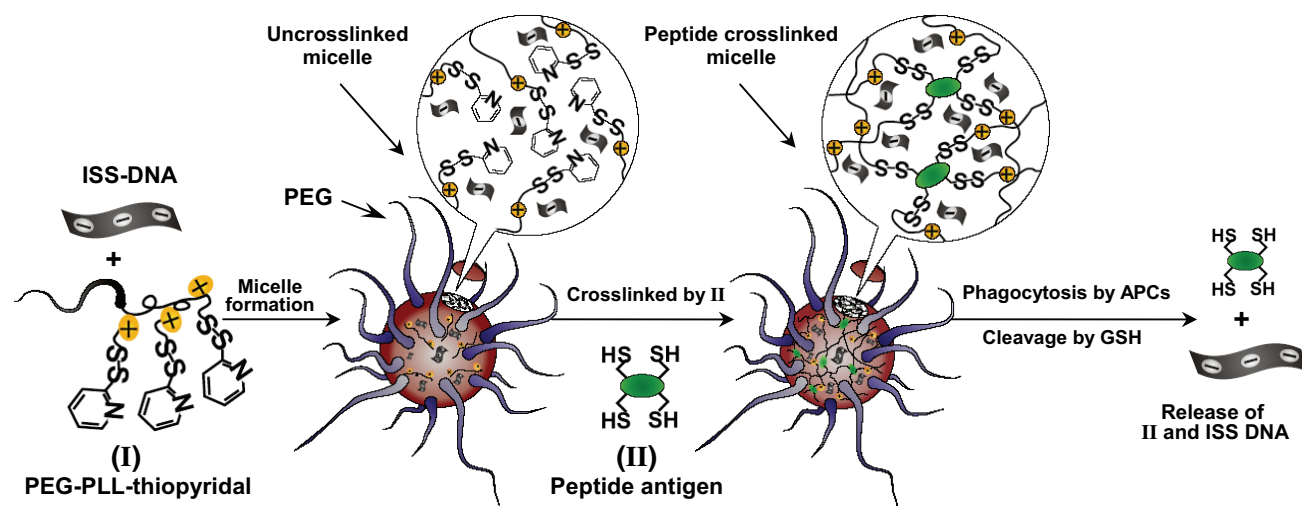 Uncrosslinked
micelle
Peptide crosslinked
micelle
ISS-DNA
+
PEG
Micelle
formation
Crosslinked by II
HS SH
HS SH
Phagocytosis by APCs
Cleavage by GSH
HS SH
HS SH
+
Release of
II and ISS DNA
(I)
PEG-PLL-thiopyridal
(II)
Peptide antigen
S-S
N
S-S
N
S-S
N